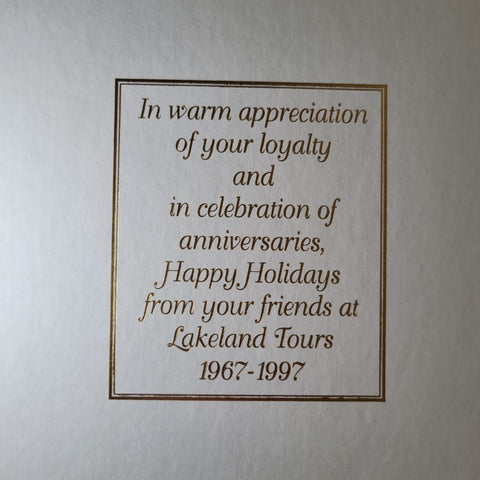 In warm appreciation
of your loyalty
and
in celebration of
anniversaries,
Happy Holidays
from your friends at
Lakeland Tours
1967-1997